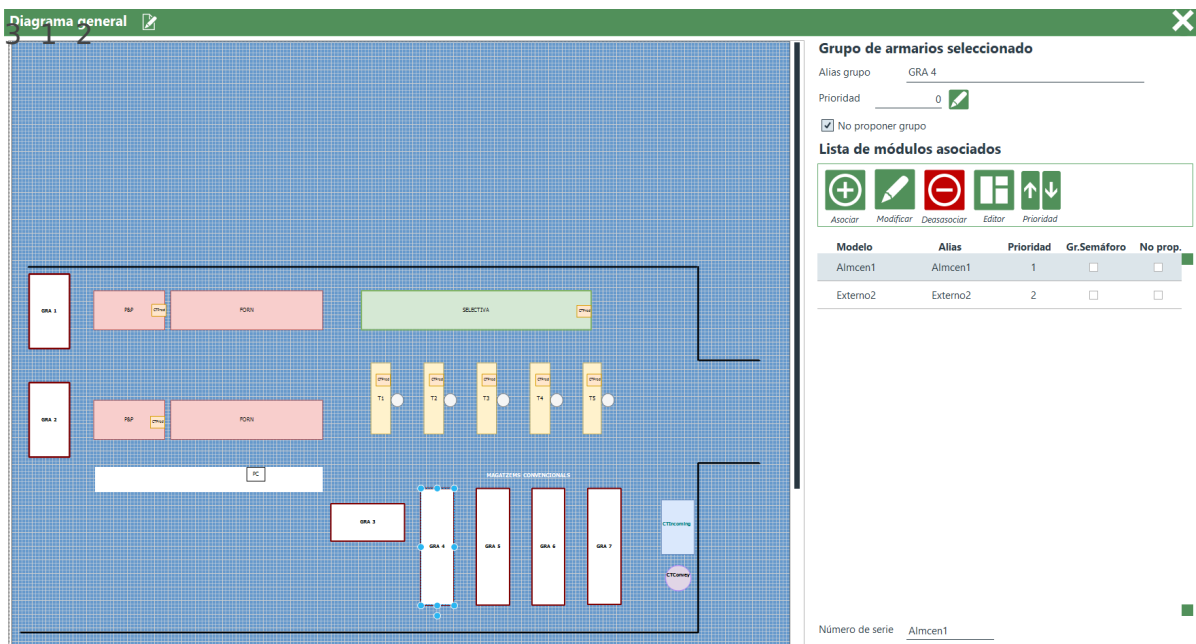 Diagrama general
3 1 2
Grupo de armarios seleccionado
Alias grupo GRA 4
Prioridad 0
No proponer grupo
Lista de módulos asociados
Asociar Modificar Deasasociar Editor Prioridad
Modelo Alias Prioridad Gr.Semáforo No prop.
Almcen1 Almcen1 1
Externo2 Externo2 2
GRA 1
P&P
FORN
SELECTIVA
T1 T2 T3 T4 T5
GRA 2
P&P
FORN
PC
MAGATZEMS CONVENCIONALS
GRA 3
GRA 4 GRA 5 GRA 6 GRA 7
CTIncoming
CTConvey
Número de serie Almcen1